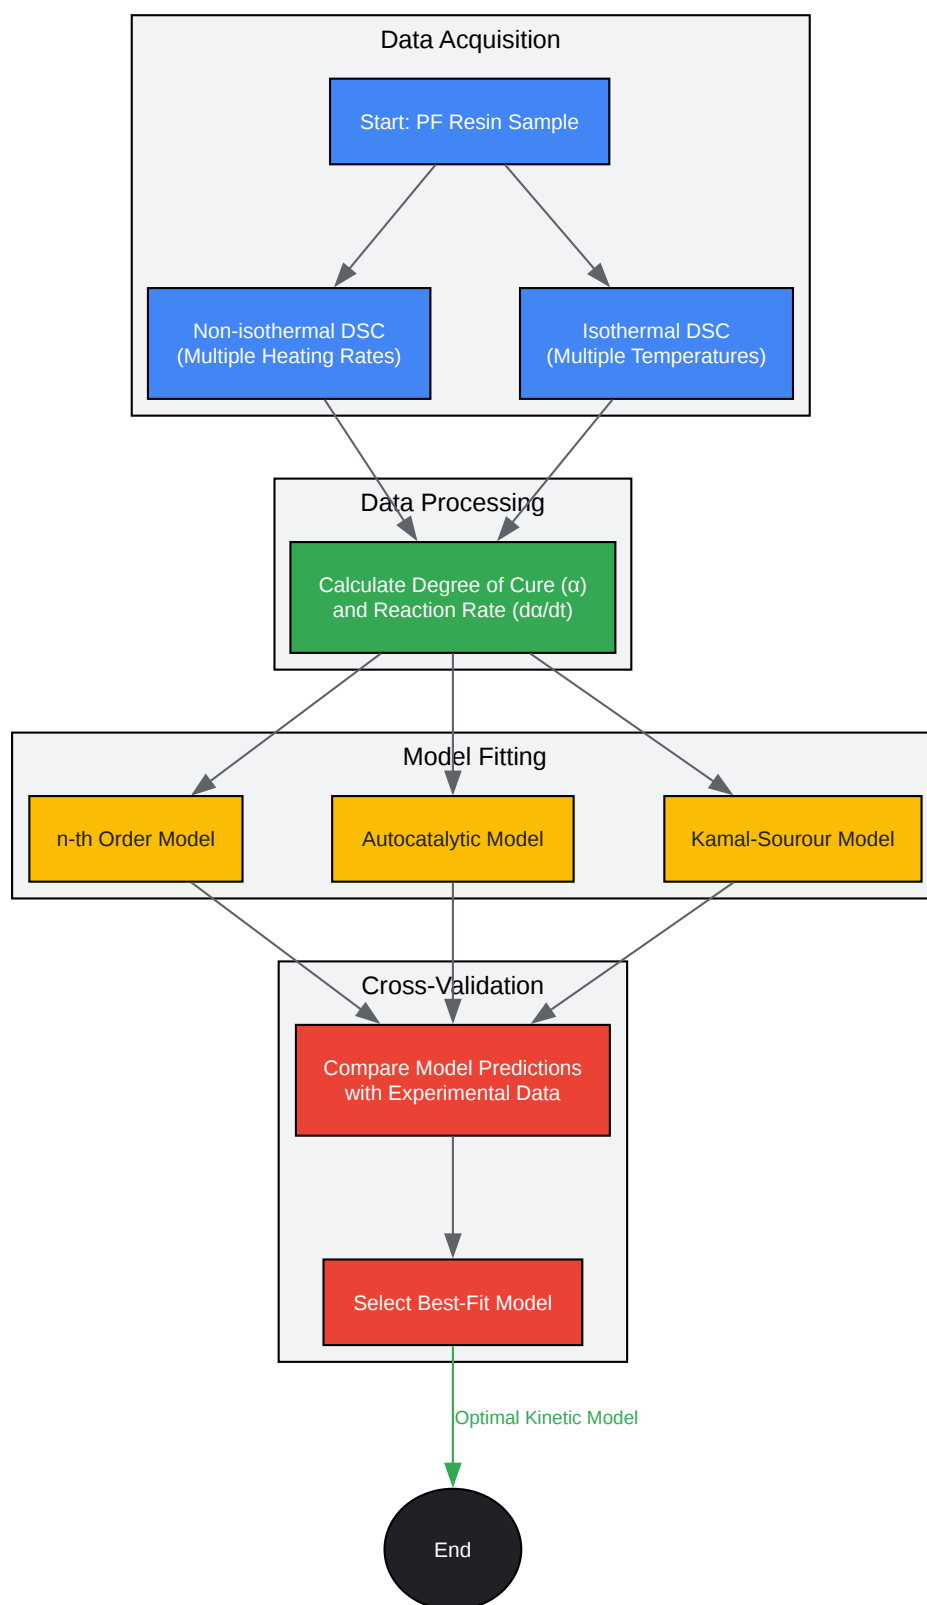 Data Acquisition
Start: PF Resin Sample
Non-isothermal DSC
(Multiple Heating Rates)
Isothermal DSC
(Multiple Temperatures)
Data Processing
Calculate Degree of Cure (α)
and Reaction Rate (dα/dt)
Model Fitting
n-th Order Model
Autocatalytic Model
Kamal-Sourour Model
Cross-Validation
Compare Model Predictions
with Experimental Data
Select Best-Fit Model
Optimal Kinetic Model
End